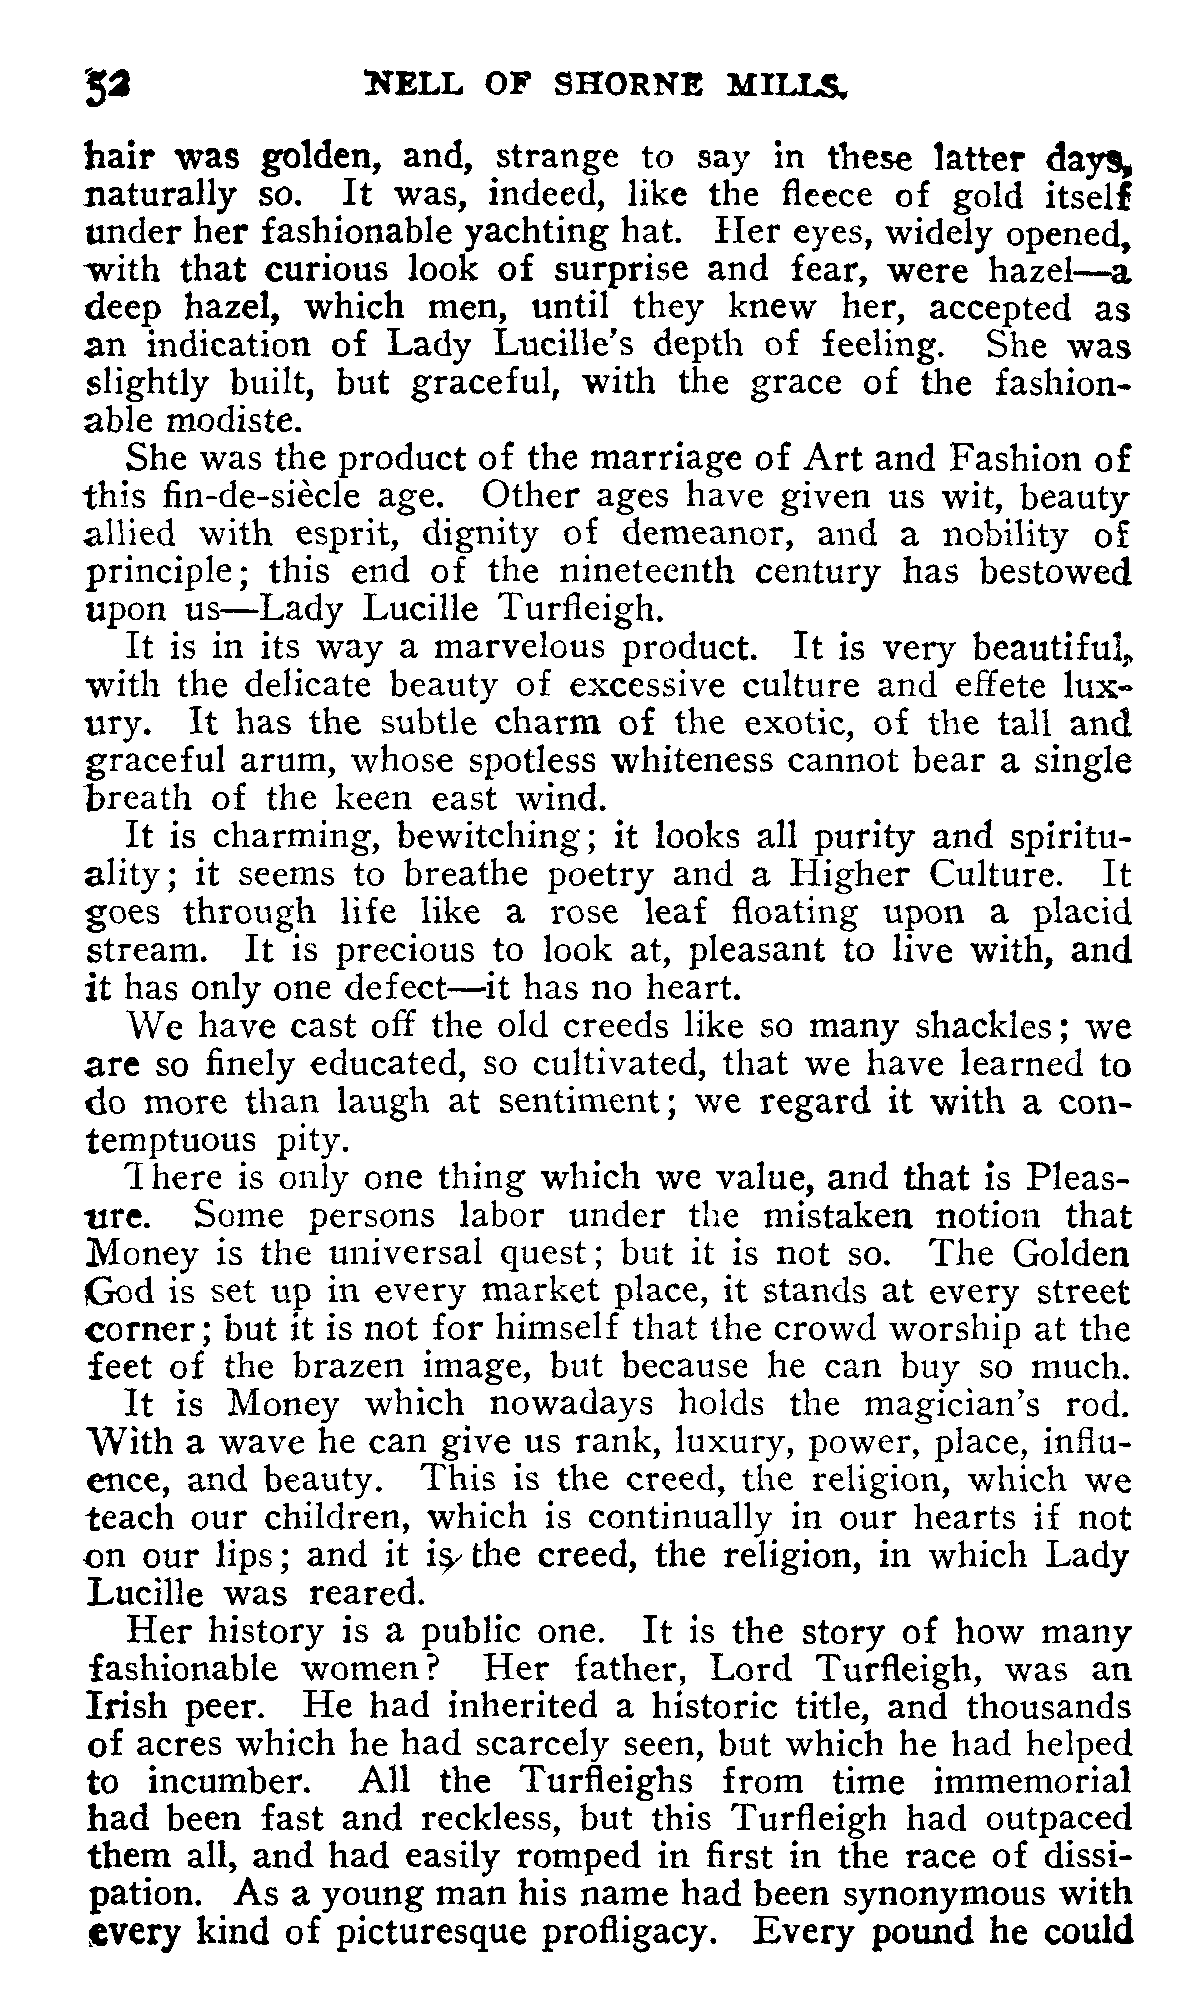 52 NELL OF SHORNE MILLS.
hair was golden, and, strange to say in these latter days,
naturally so. It was, indeed, like the fleece of gold itself
under her fashionable yachting hat. Her eyes, widely opened,
with that curious look of surprise and fear, were hazel—a
deep hazel, which men, until they knew her, accepted as
an indication of Lady Lucille's depth of feeling. She was
slightly built, but graceful, with the grace of the fashion-
able modiste.
She was the product of the marriage of Art and Fashion of
this fin-de-siècle age. Other ages have given us wit, beauty
allied with esprit, dignity of demeanor, and a nobility of
principle; this end of the nineteenth century has bestowed
upon us—Lady Lucille Turfleigh.
It is in its way a marvelous product. It is very beautiful,
with the delicate beauty of excessive culture and effete lux-
ury. It has the subtle charm of the exotic, of the tall and
graceful arum, whose spotless whiteness cannot bear a single
breath of the keen east wind.
It is charming, bewitching; it looks all purity and spiritu-
ality; it seems to breathe poetry and a Higher Culture. It
goes through life like a rose leaf floating upon a placid
stream. It is precious to look at, pleasant to live with, and
it has only one defect—it has no heart.
We have cast off the old creeds like so many shackles; we
are so finely educated, so cultivated, that we have learned to
do more than laugh at sentiment; we regard it with a con-
temptuous pity.
There is only one thing which we value, and that is Pleas-
ure. Some persons labor under the mistaken notion that
Money is the universal quest; but it is not so. The Golden
God is set up in every market place, it stands at every street
corner; but it is not for himself that the crowd worship at the
feet of the brazen image, but because he can buy so much.
It is Money which nowadays holds the magician's rod.
With a wave he can give us rank, luxury, power, place, influ-
ence, and beauty. This is the creed, the religion, which we
teach our children, which is continually in our hearts if not
on our lips; and it is the creed, the religion, in which Lady
Lucille was reared.
Her history is a public one. It is the story of how many
fashionable women? Her father, Lord Turfleigh, was an
Irish peer. He had inherited a historic title, and thousands
of acres which he had scarcely seen, but which he had helped
to incumber. All the Turfleighs from time immemorial
had been fast and reckless, but this Turfleigh had outpaced
them all, and had easily romped in first in the race of dissi-
pation. As a young man his name had been synonymous with
every kind of picturesque profligacy. Every pound he could